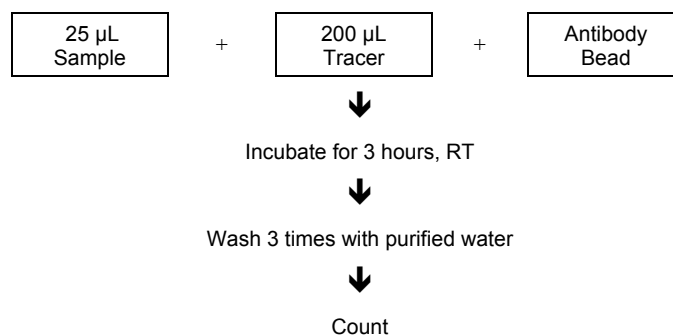 25 µL + 200 µL + Antibody
Sample Tracer Bead
Incubate for 3 hours, RT
Wash 3 times with purified water
Count